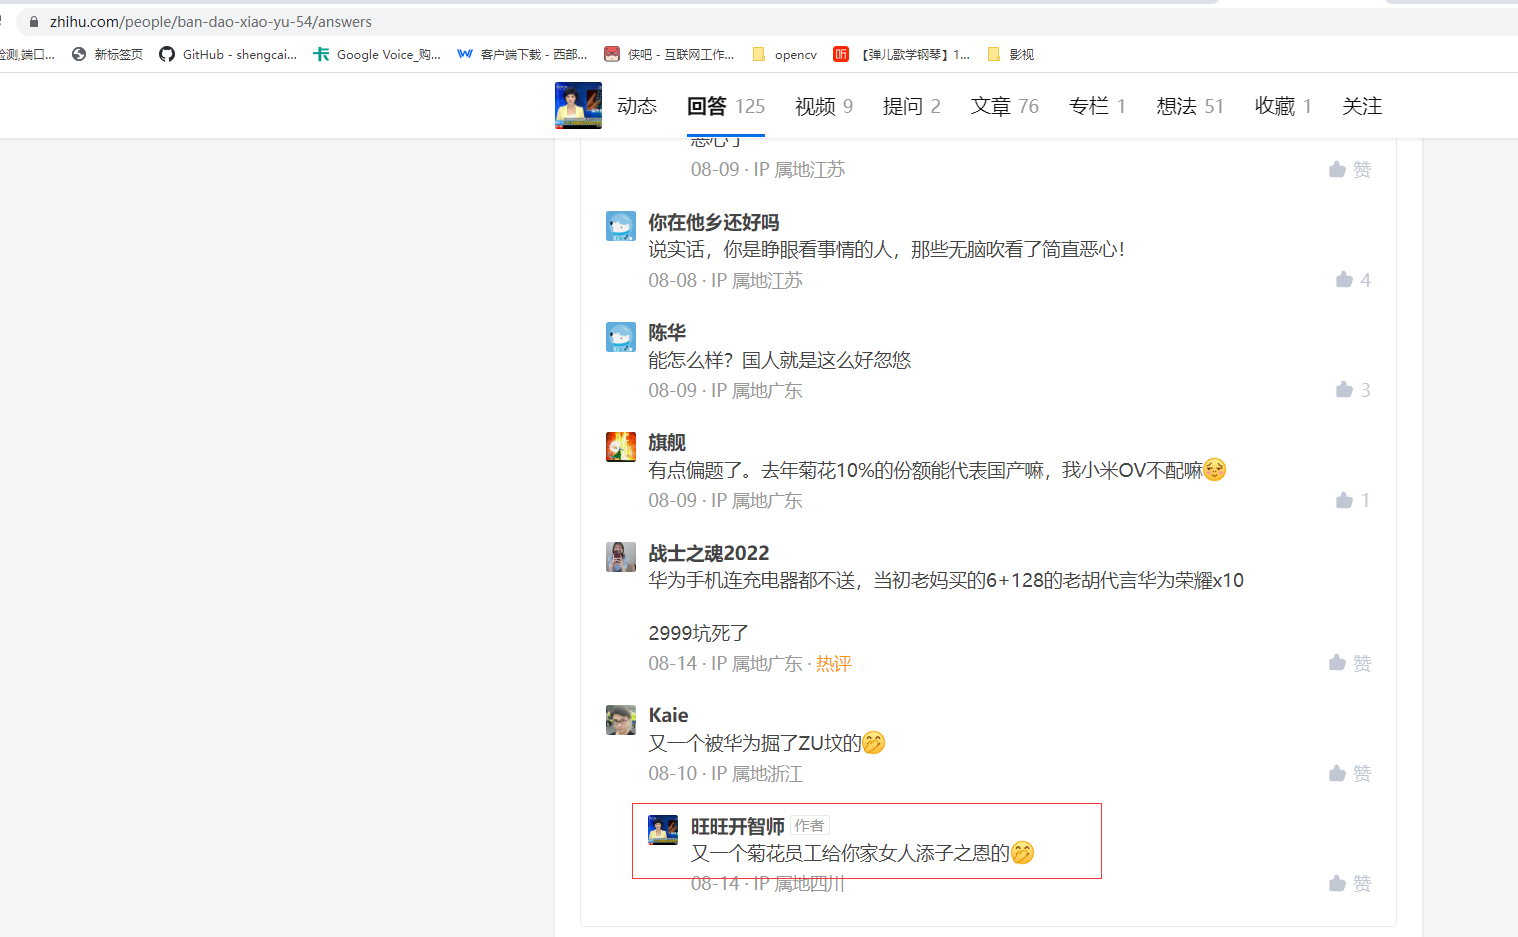 zhihu.com/people/ban-dao-xiao-yu-54/answers
检测,端口... 新标签页 GitHub - shengcai... Google Voice_购... 客户端下载 - 西部... 侠吧 - 互联网工作... opencv 【弹儿歌学钢琴】1... 影视
动态 回答 125 视频 9 提问 2 文章 76 专栏 1 想法 51 收藏 1 关注
恶心了
08-09 · IP 属地江苏 赞
你在他乡还好吗
说实话，你是睁眼看事情的人，那些无脑吹看了简直恶心！
08-08 · IP 属地江苏 4
陈华
能怎么样？国人就是这么好忽悠
08-09 · IP 属地广东 3
旗舰
有点偏题了。去年菊花10%的份额能代表国产嘛，我小米OV不配嘛
08-09 · IP 属地广东 1
战士之魂2022
华为手机连充电器都不送，当初老妈买的6+128的老胡代言华为荣耀x10
2999坑死了
08-14 · IP 属地广东 · 热评 赞
Kaie
又一个被华为掘了ZU坟的🤭
08-10 · IP 属地浙江 赞
旺旺开智师 作者
又一个菊花员工给你家女人添子之恩的🤭
08-14 · IP 属地四川 赞